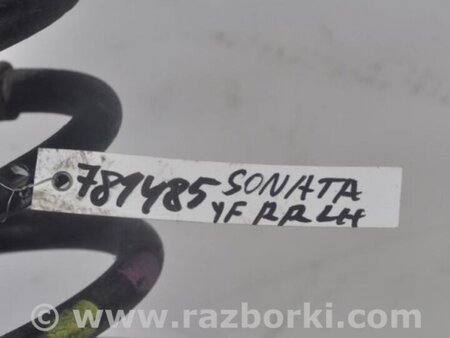 781485 SONATA
YF RR LH
www.razborki.com